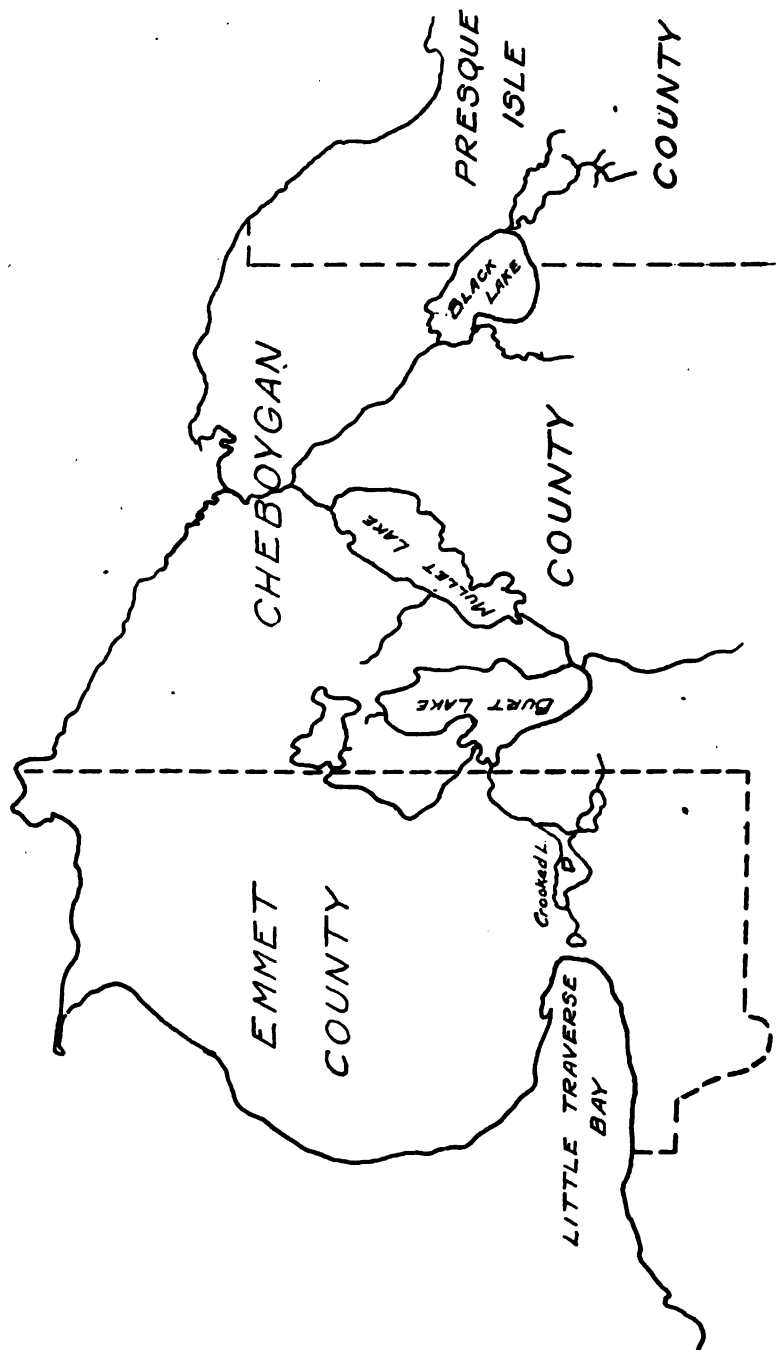 EMMET
COUNTY
CHEBOYGAN
COUNTY
PRESQUE
ISLE
COUNTY
BURT LAKE
MULLET LAKE
BLACK
LAKE
Crooked L.
LITTLE TRAVERSE
BAY